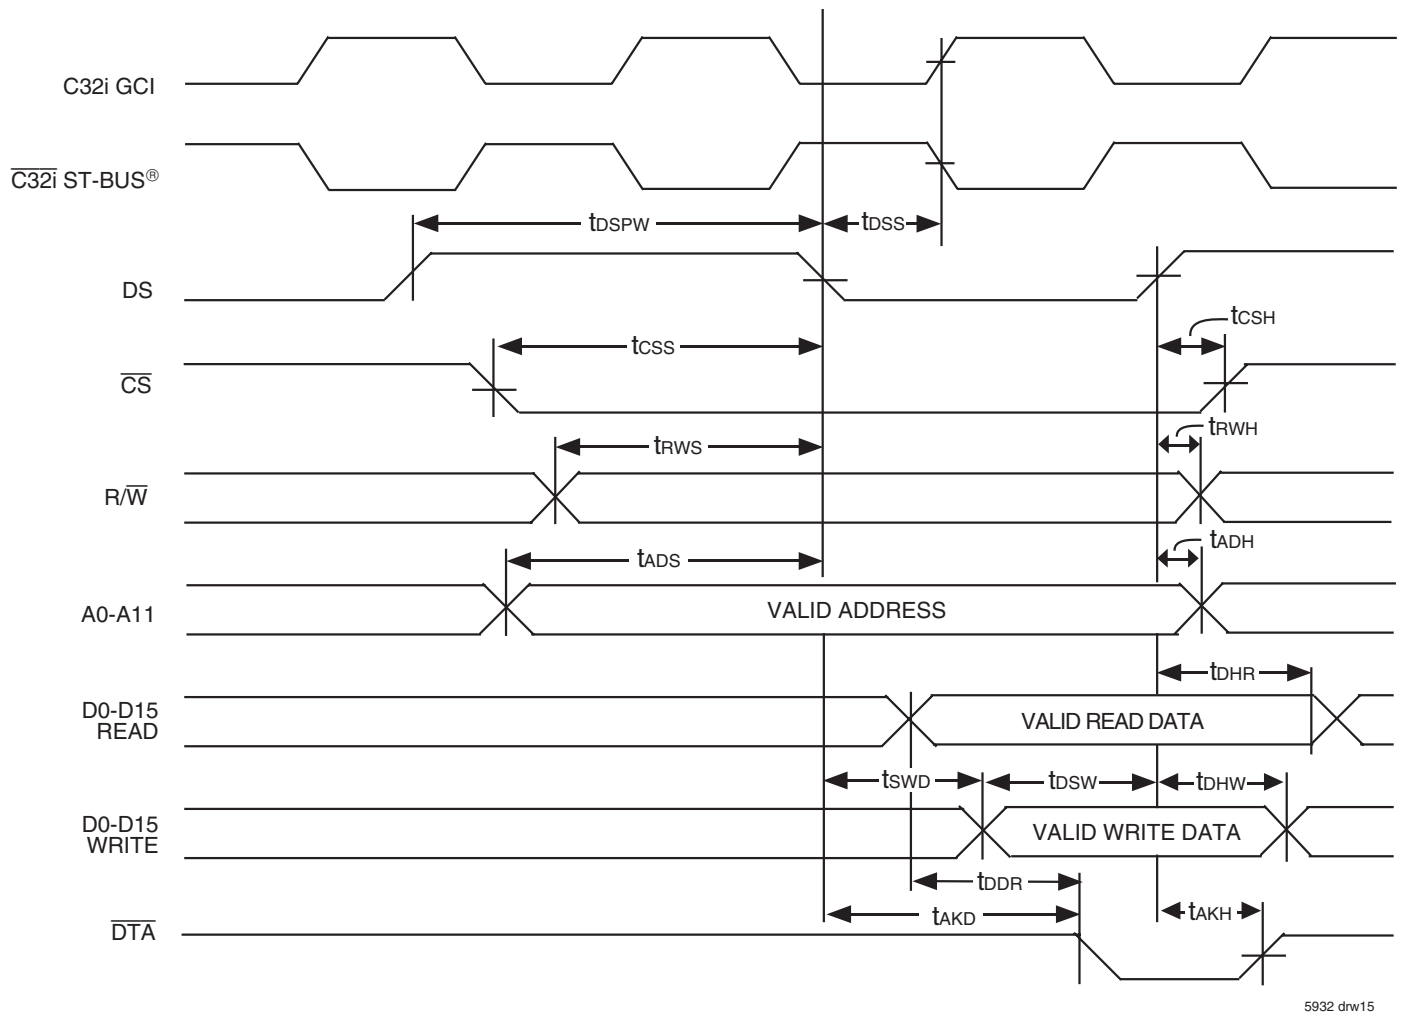 C32i GCI
C32i ST-BUS®
tDSPW
tDSS
DS
tCSH
tCSS
CS
tRWH
tRWS
R/W
tADH
tADS
A0-A11
VALID ADDRESS
tDHR
D0-D15
READ
VALID READ DATA
tSWD
tDSW
tDHW
D0-D15
WRITE
VALID WRITE DATA
tDDR
tAKD
tAKH
DTA
5932 drw15